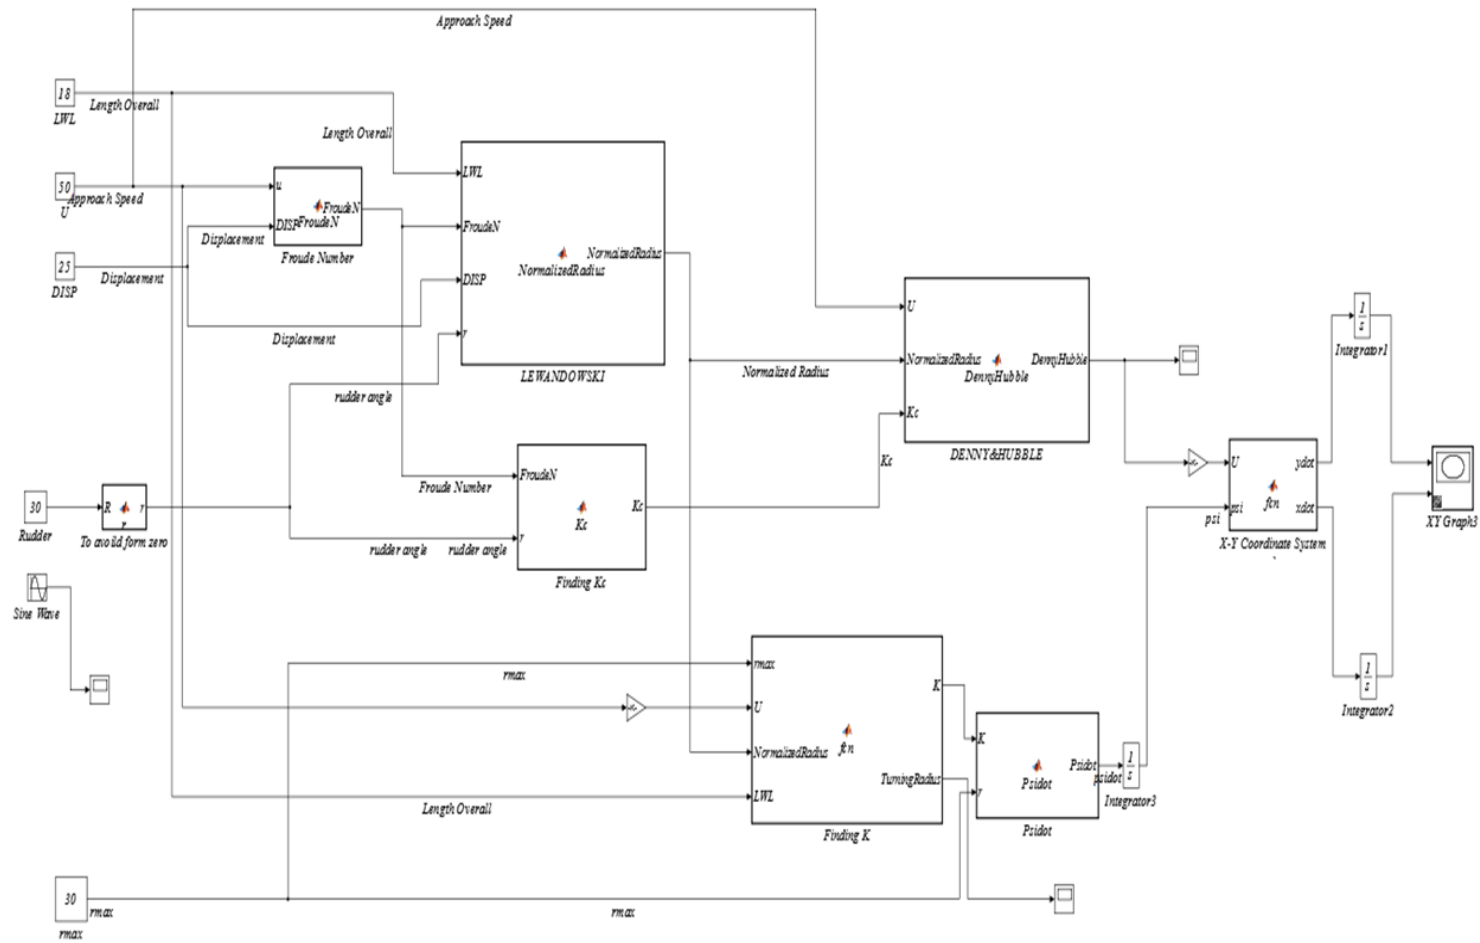 Approach Speed
18
Length Overall
LWL
Length Overall
LWL
50
Approach Speed
U
u
FroudeN
DISP
FroudeN
Froude Number
Displacement
FroudeN
NormalizedRadius
NormalizedRadius
25
Displacement
DISP
DISP
U
Displacement
r
1
s
Integrator1
LEWANDOWSKI
NormalizedRadius
DennyHubble
DennyHubble
Normalized Radius
rudder angle
Kc
DENNY&HUBBLE
Kc
FroudeN
Froude Number
U
ydot
fcn
psi
psi
xdot
XY Graph3
X-Y Coordinate System
30
Rudder
R
r
r
To avoiid form zero
Kc
Kc
rudder angle
rudder angle
r
Finding Kc
Sine Wave
rmax
rmax
K
U
fcn
NormalizedRadius
TurningRadius
LWL
Length Overall
Finding K
K
Psidot
Psidot
psidot
r
Psidot
1
s
Integrator3
1
s
Integrator2
30
rmax
rmax
rmax